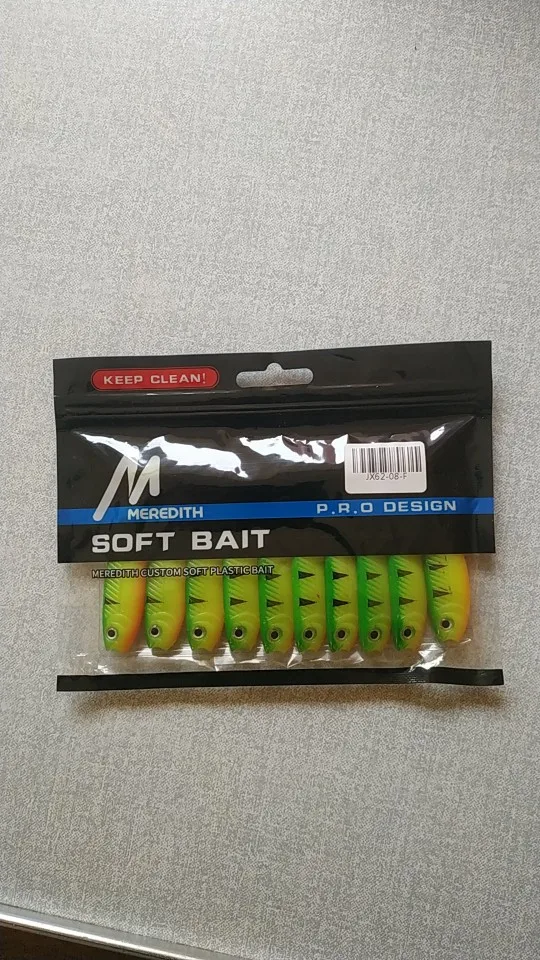 KEEP CLEAN!
JX62-08-F
M
MEREDITH
P.R.O DESIGN
SOFT BAIT
MEREDITH CUSTOM SOFT PLASTIC BAIT